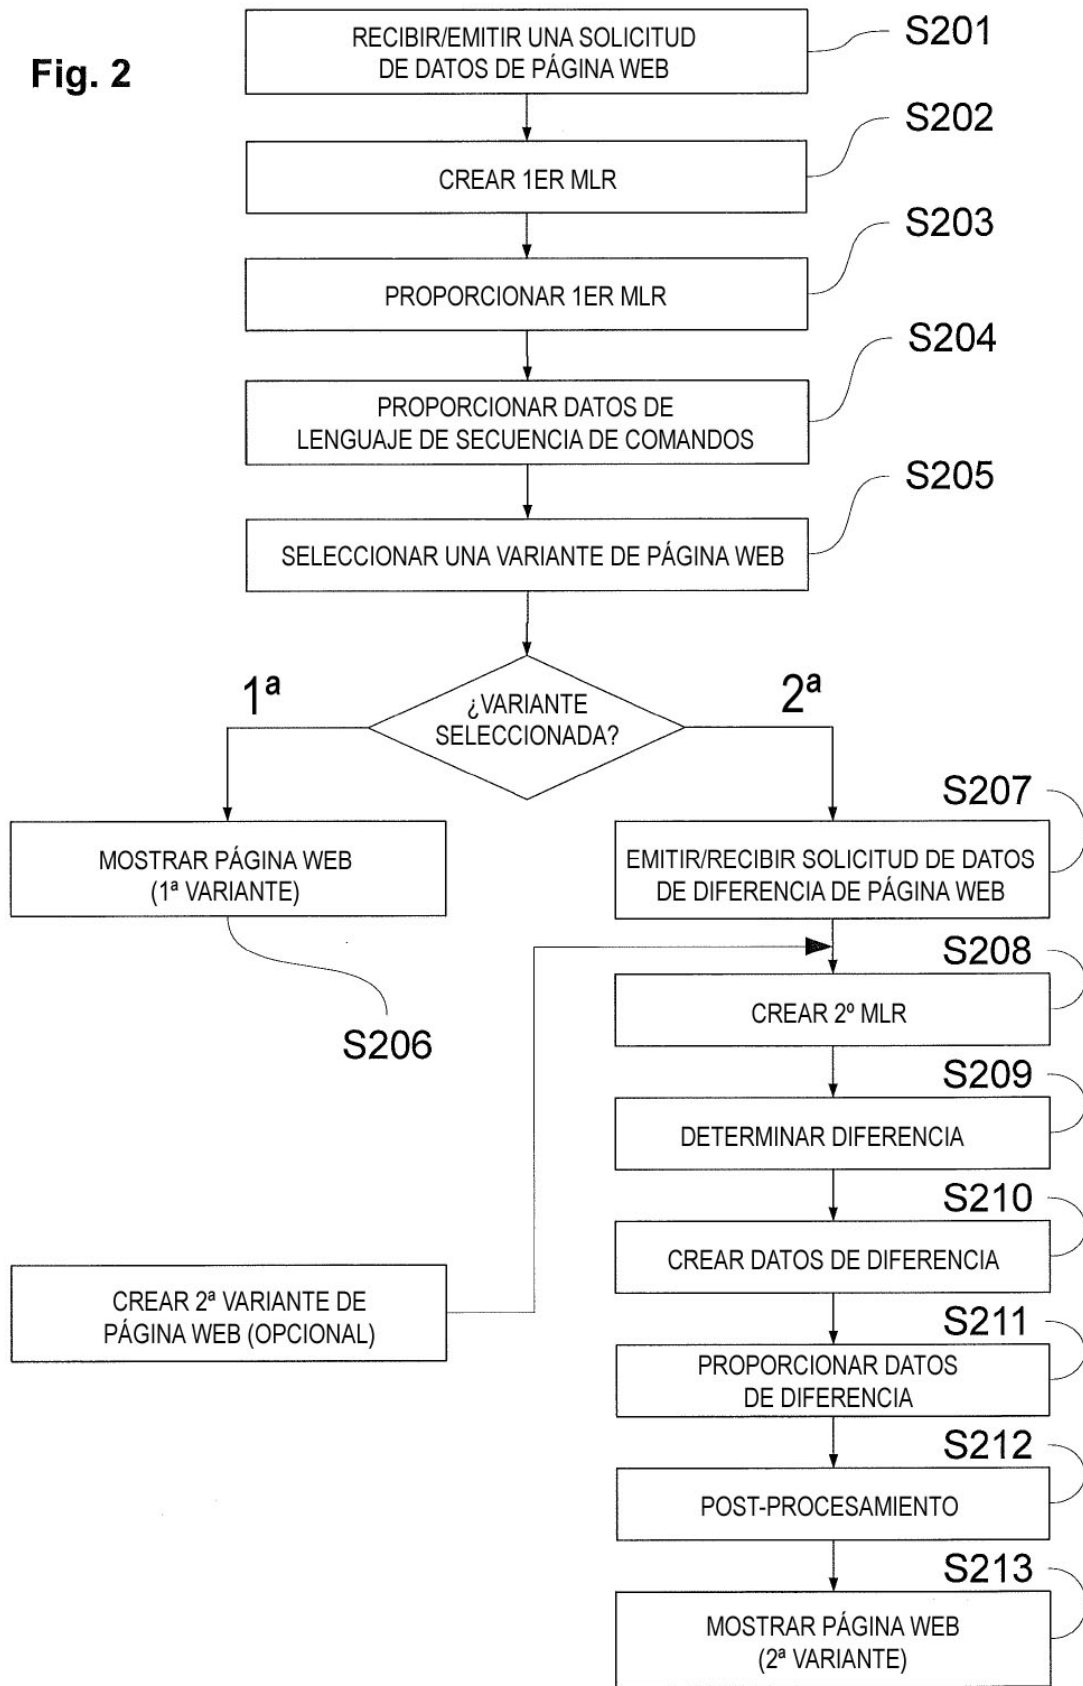 Fig. 2
RECIBIR/EMITIR UNA SOLICITUD
DE DATOS DE PÁGINA WEB
S201
CREAR 1ER MLR
S202
PROPORCIONAR 1ER MLR
S203
PROPORCIONAR DATOS DE
LENGUAJE DE SECUENCIA DE COMANDOS
S204
SELECCIONAR UNA VARIANTE DE PÁGINA WEB
S205
¿VARIANTE
SELECCIONADA?
1ª
2ª
MOSTRAR PÁGINA WEB
(1ª VARIANTE)
S206
EMITIR/RECIBIR SOLICITUD DE DATOS
DE DIFERENCIA DE PÁGINA WEB
S207
CREAR 2º MLR
S208
DETERMINAR DIFERENCIA
S209
CREAR DATOS DE DIFERENCIA
S210
CREAR 2ª VARIANTE DE
PÁGINA WEB (OPCIONAL)
PROPORCIONAR DATOS
DE DIFERENCIA
S211
POST-PROCESAMIENTO
S212
MOSTRAR PÁGINA WEB
(2ª VARIANTE)
S213